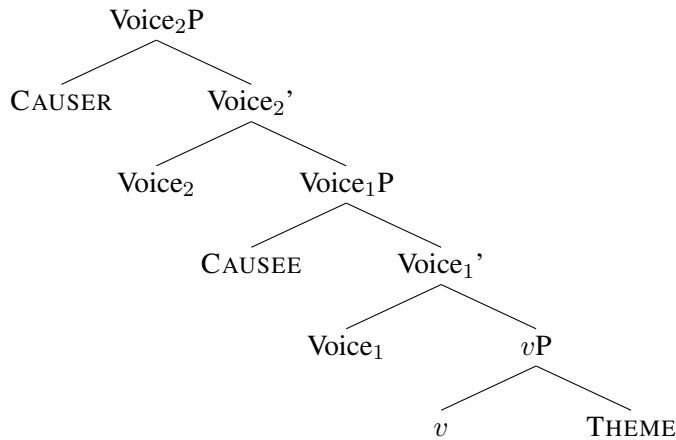 Voice₂P
CAUSER Voice₂’
Voice₂ Voice₁P
CAUSEE Voice₁’
Voice₁ vP
v THEME